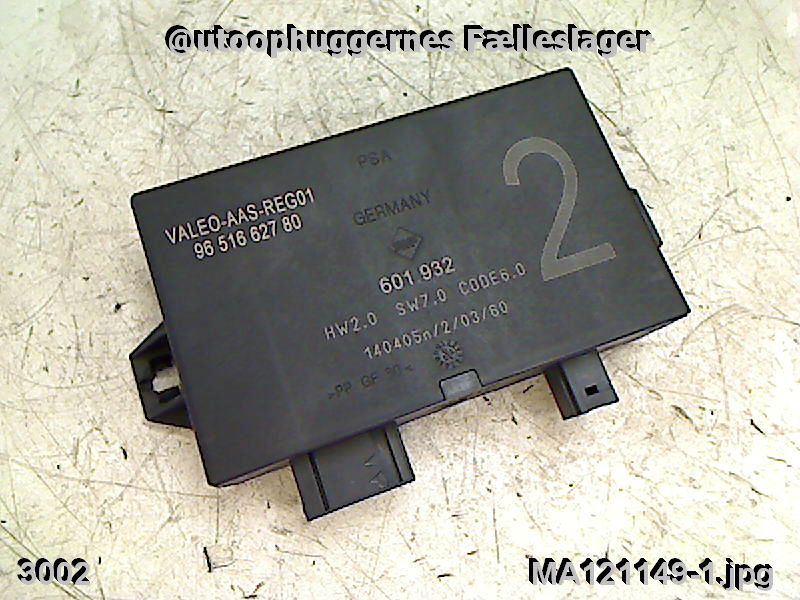 @utoophuggernes Fælleslager
PSA
2
VALEO-AAS-REG01
96 516 627 80
GERMANY
601 932
HW2.0 SW7.0 CODE6.0
140405n/2/03/60
>PP GF 30<
3002
MA121149-1.jpg